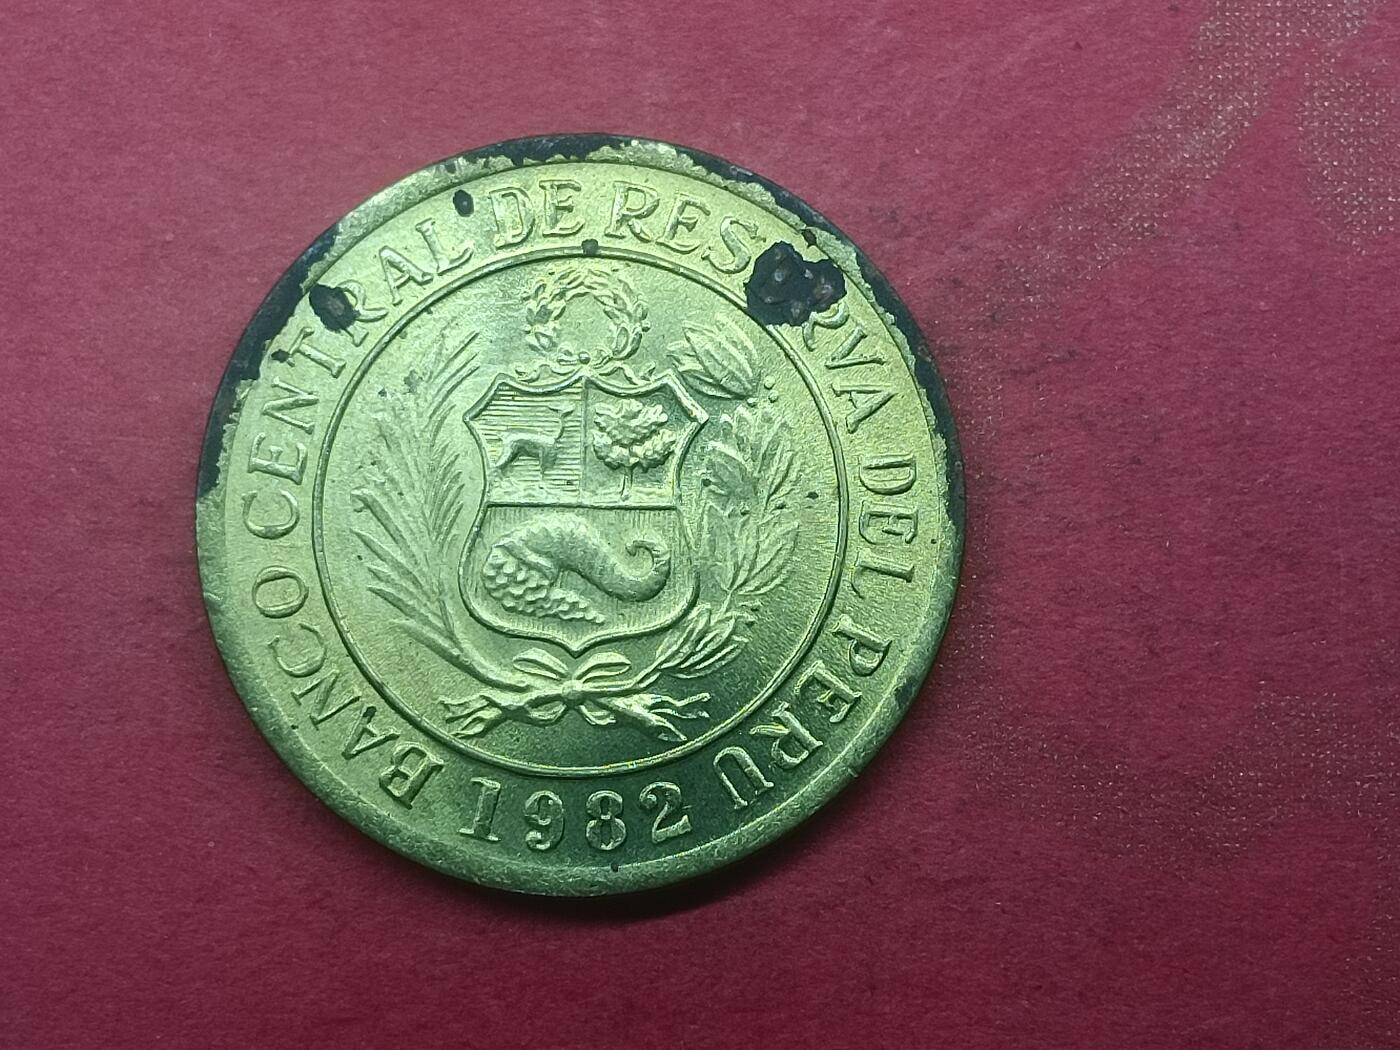 BANCO CENTRAL DE RESERVA DEL PERU
1982